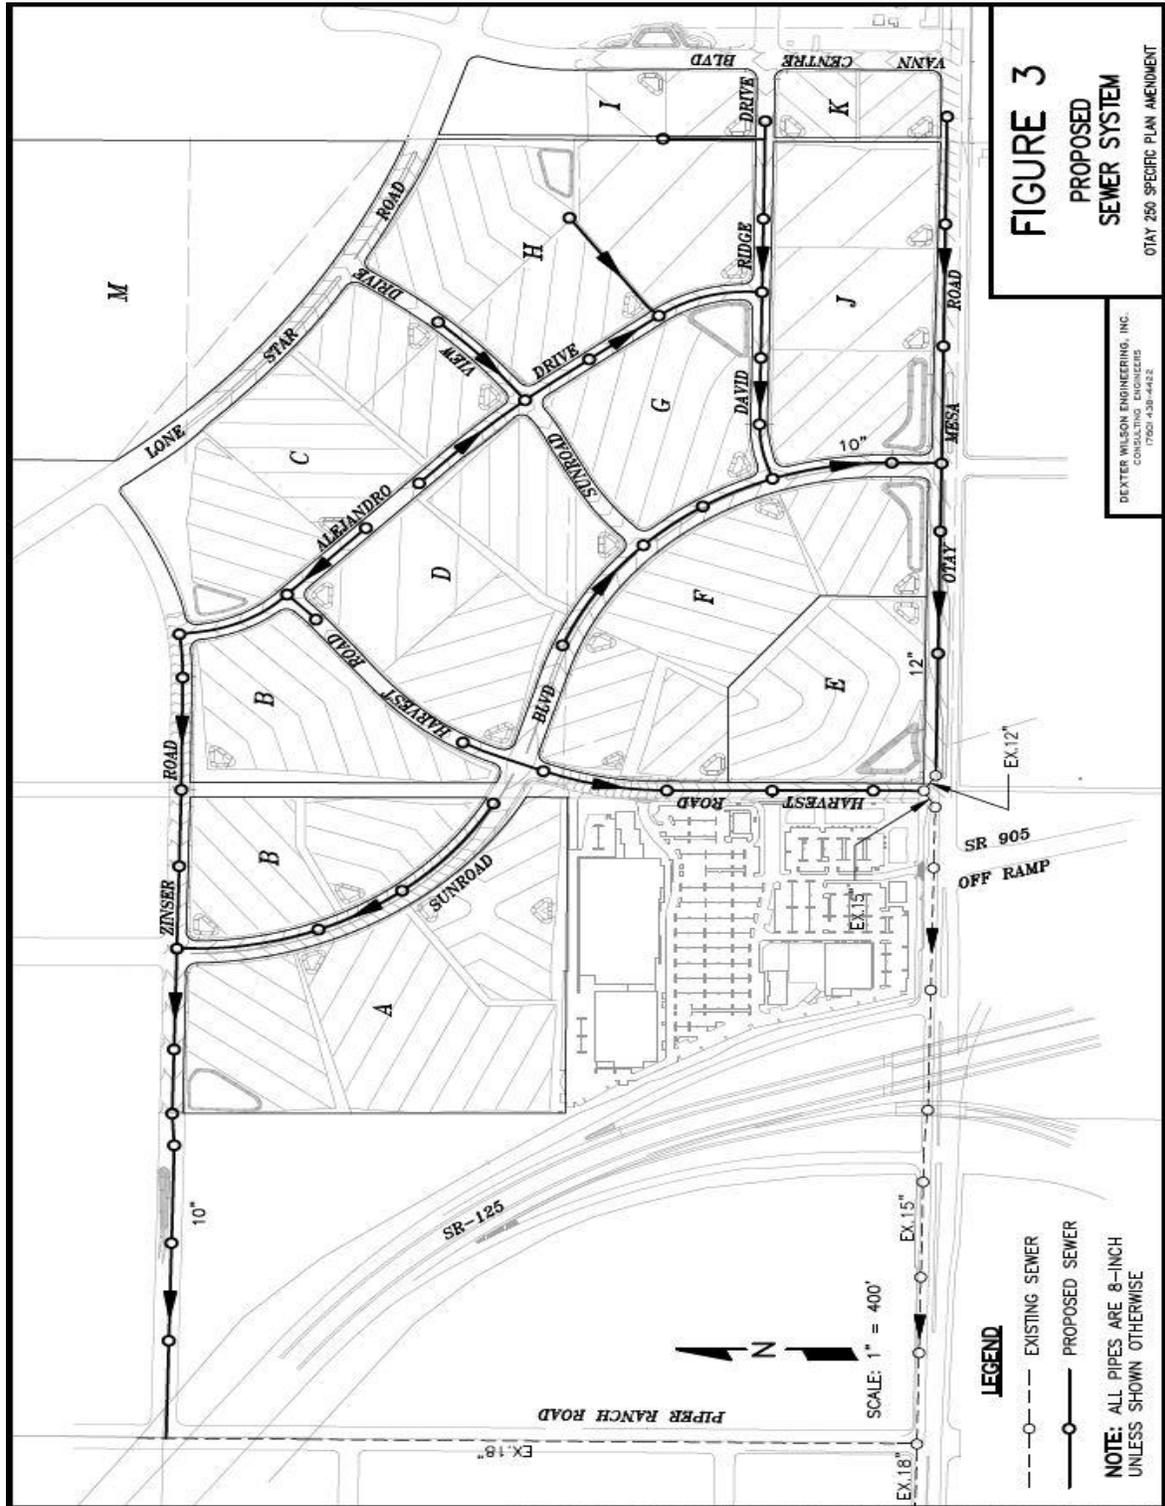 FIGURE 3
PROPOSED
SEWER SYSTEM
OTAY 250 SPECIFIC PLAN AMENDMENT
DEXTER WILSON ENGINEERING, INC.
CONSULTING ENGINEERS
(760) 438-4422
M
LONE
STAR
ROAD
ZINSER
ROAD
B
B
C
A
D
H
I
G
F
E
J
K
ALEJANDRO
DRIVE
VIEW
DRIVE
HARVEST
ROAD
SUNROAD
BLVD
SUNROAD
DAVID
RIDGE
DRIVE
VANN
CENTRE
BLVD
HARVEST
ROAD
OTAY
MESA
ROAD
10"
12"
10"
EX.12"
EX.15"
EX.15"
EX.18"
EX.18"
SR 905
OFF RAMP
SR-125
PIPER RANCH ROAD
N
SCALE: 1" = 400'
LEGEND
EXISTING SEWER
PROPOSED SEWER
NOTE: ALL PIPES ARE 8-INCH
UNLESS SHOWN OTHERWISE